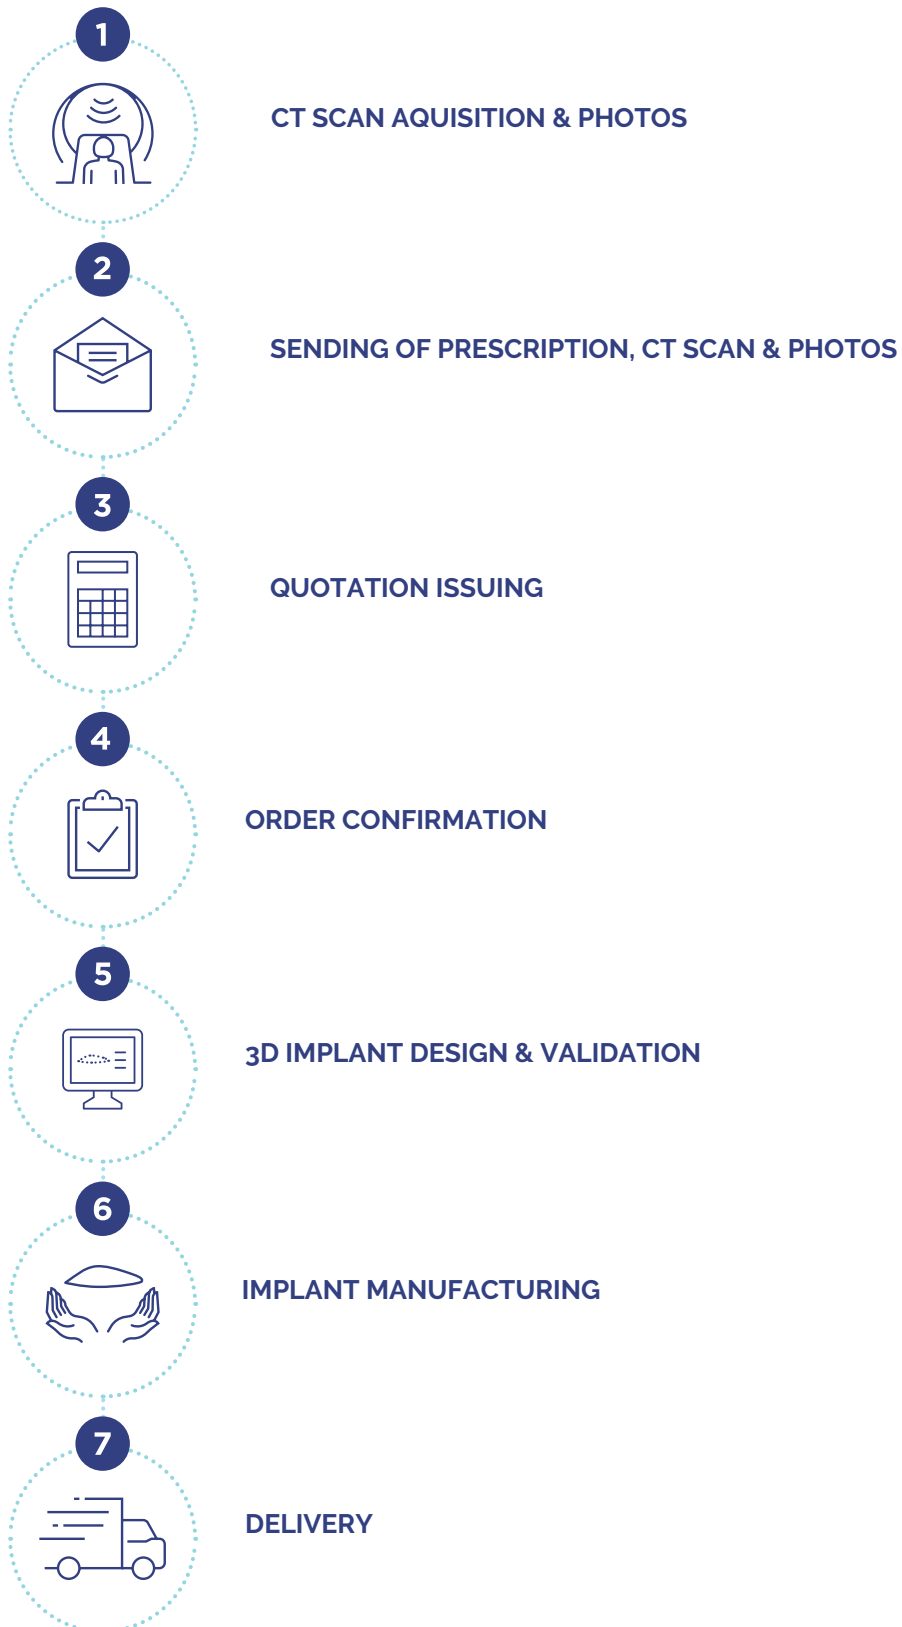 1
CT SCAN AQUISITION & PHOTOS
2
SENDING OF PRESCRIPTION, CT SCAN & PHOTOS
3
QUOTATION ISSUING
4
ORDER CONFIRMATION
5
3D IMPLANT DESIGN & VALIDATION
6
IMPLANT MANUFACTURING
7
DELIVERY